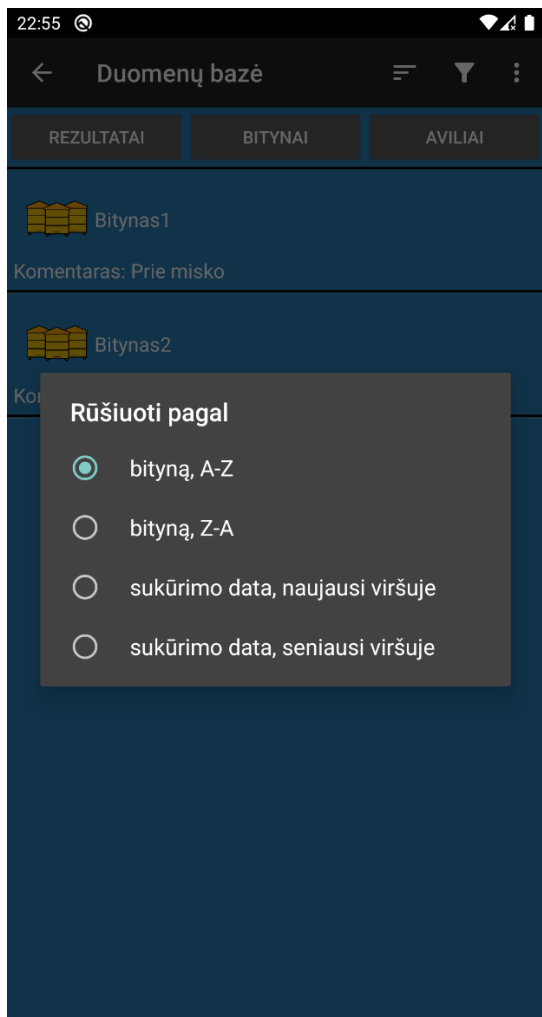 22:55
Duomenų bazė
REZULTATAI BITYNAI AVILIAI
Bitynas1
Komentaras: Prie misko
Bitynas2
Rūšiuoti pagal
bityną, A-Z
bityną, Z-A
sukūrimo data, naujausi viršuje
sukūrimo data, seniausi viršuje